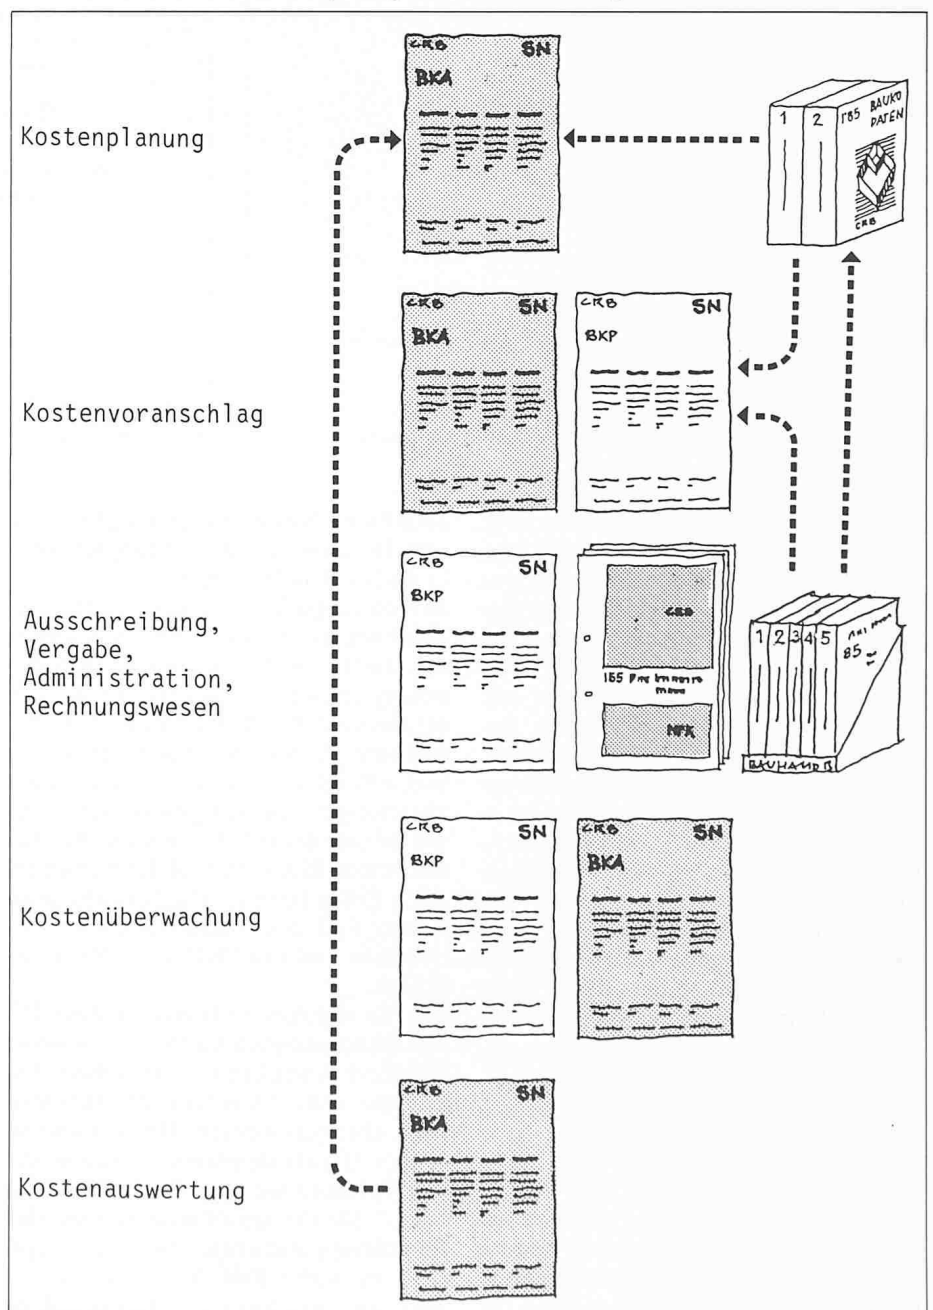 Kostenplanung
CRB SN
BKA
1 2
BAUKO
DATEN
CRB
Kostenvoranschlag
CRB SN
BKA
CRB SN
BKP
Ausschreibung,
Vergabe,
Administration,
Rechnungswesen
CRB SN
BKP
CRB
NPK
1 2 3 4 5
85
BAUHANDB
Kostenüberwachung
CRB SN
BKP
CRB SN
BKA
Kostenauswertung
CRB SN
BKA